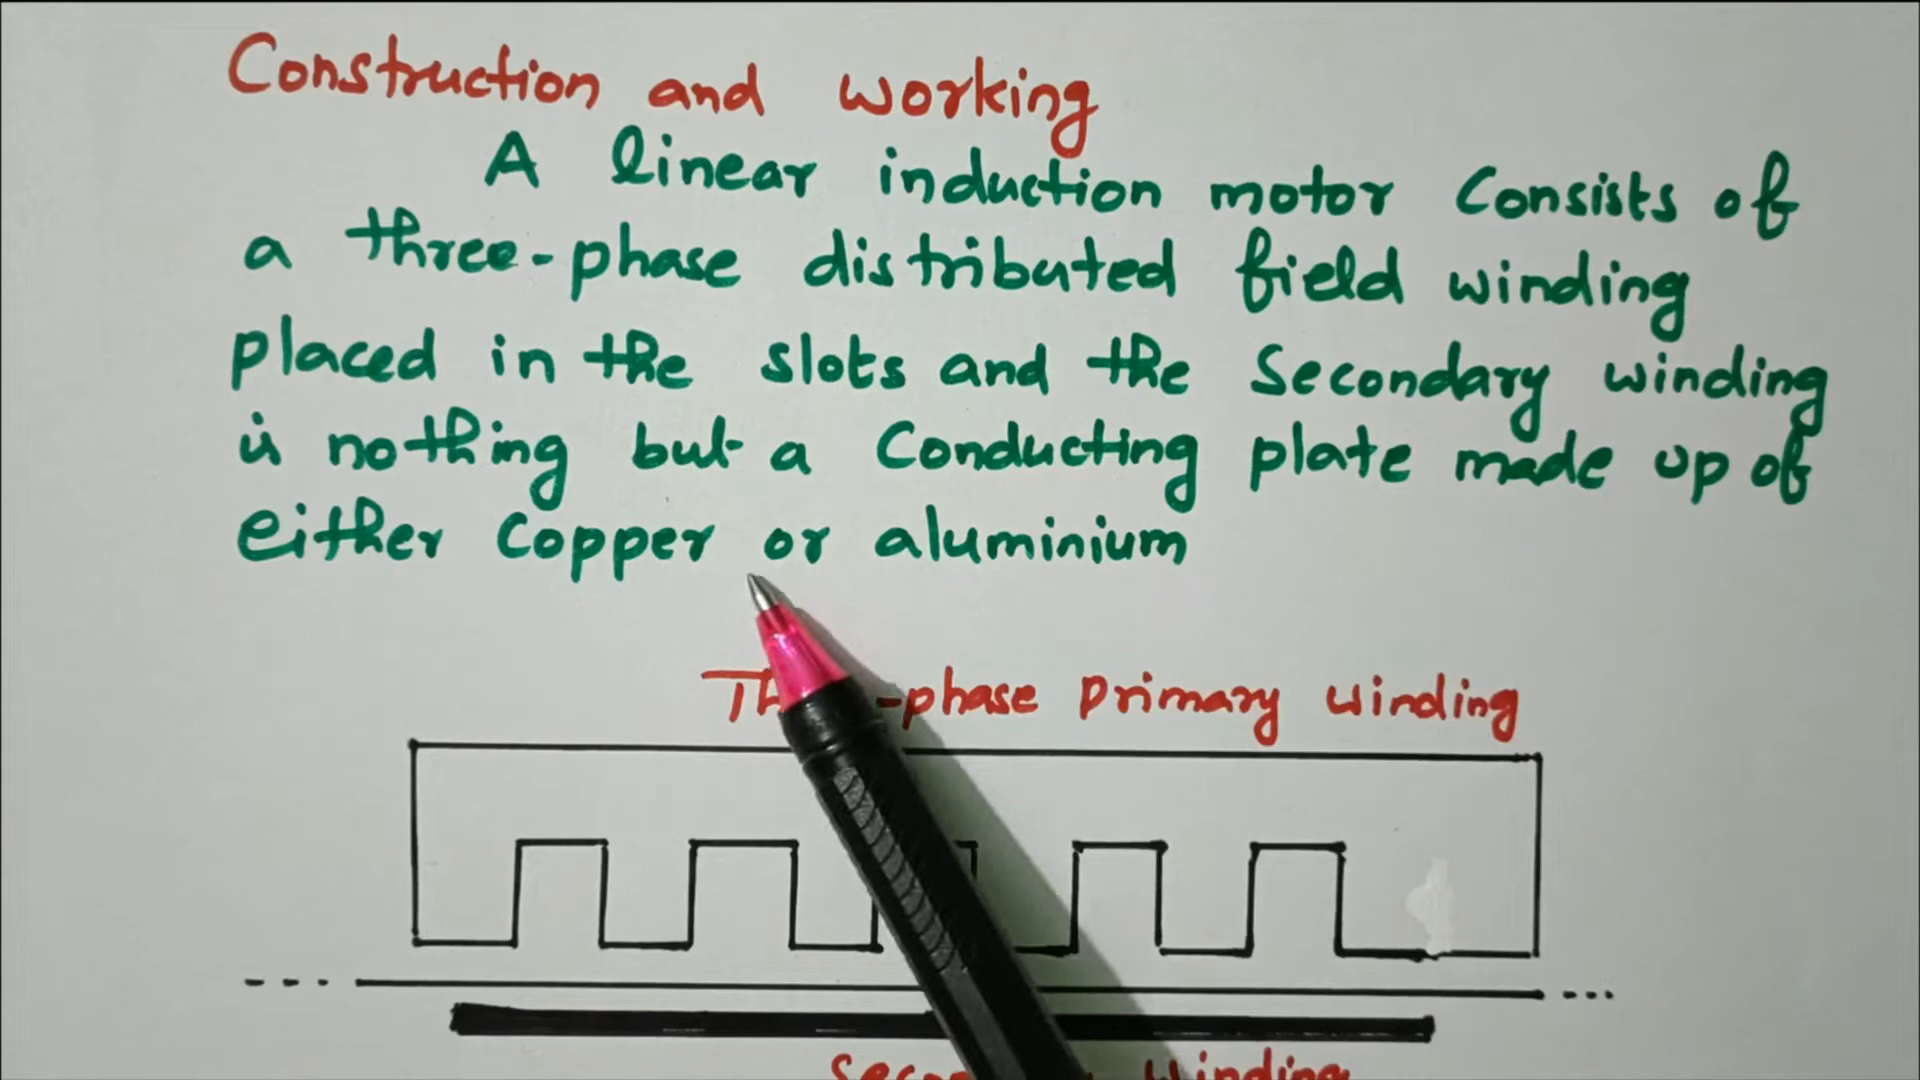 Construction and working
A linear induction motor consists of
a three-phase distributed field winding
placed in the slots and the secondary winding
is nothing but a conducting plate made up of
either copper or aluminium
-phase primary winding
winding